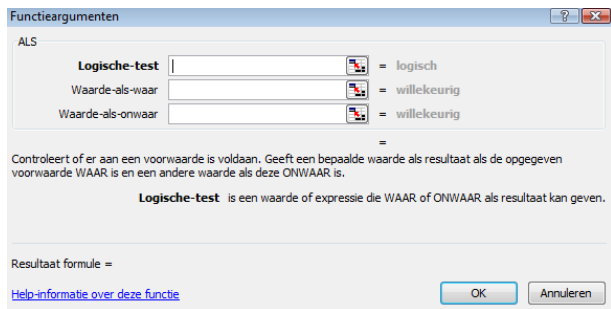 Functieargumenten
ALS
Logische-test = logisch
Waarde-als-waar = willekeurig
Waarde-als-onwaar = willekeurig
=
Controleert of er aan een voorwaarde is voldaan. Geeft een bepaalde waarde als resultaat als de opgegeven
voorwaarde WAAR is en een andere waarde als deze ONWAAR is.
Logische-test is een waarde of expressie die WAAR of ONWAAR als resultaat kan geven.
Resultaat formule =
Help-informatie over deze functie OK Annuleren